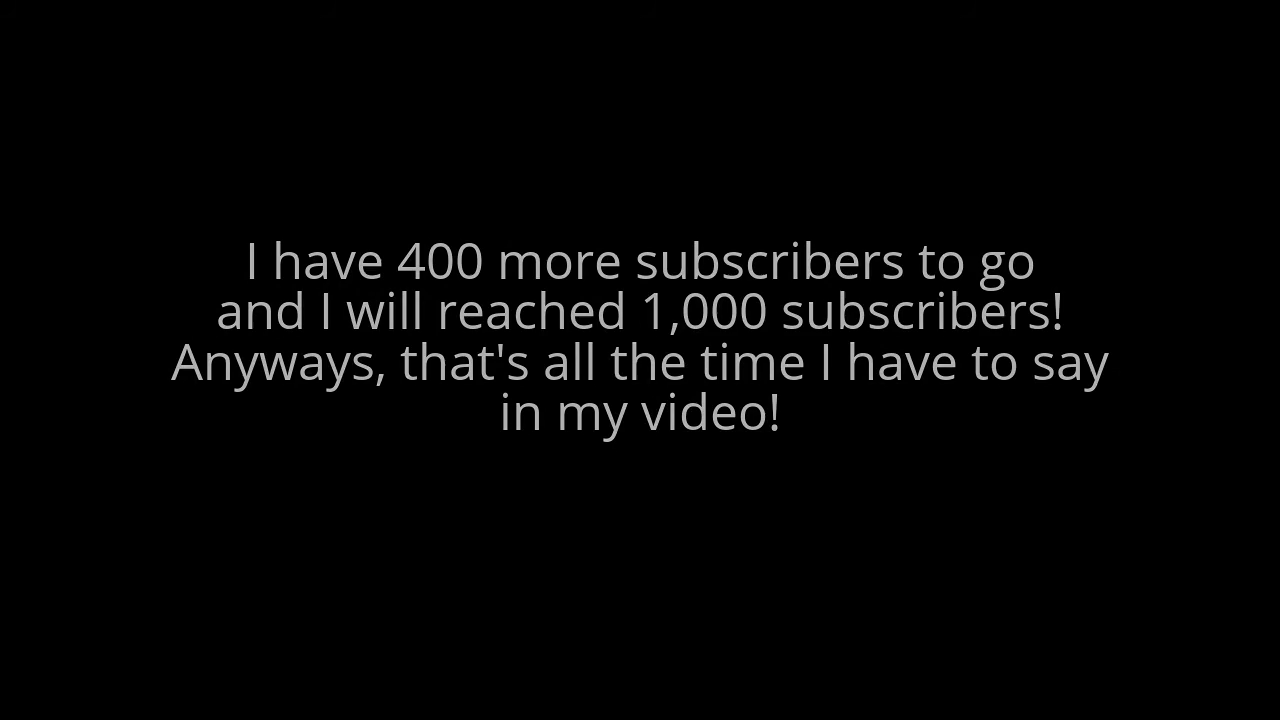 I have 400 more subscribers to go
and I will reached 1,000 subscribers!
Anyways, that's all the time I have to say
in my video!